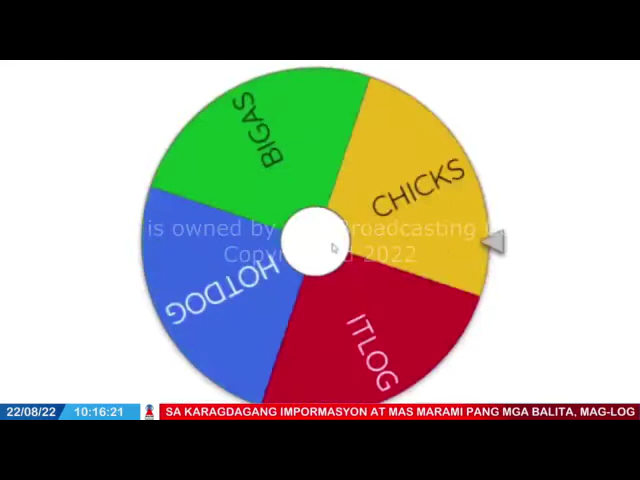 BIGAS
CHICKS
is owned by
roadcasting
Copy
2022
HOTDOG
ITLOG
22/08/22
10:16:21
SA KARAGDAGANG IMPORMASYON AT MAS MARAMI PANG MGA BALITA, MAG-LOG